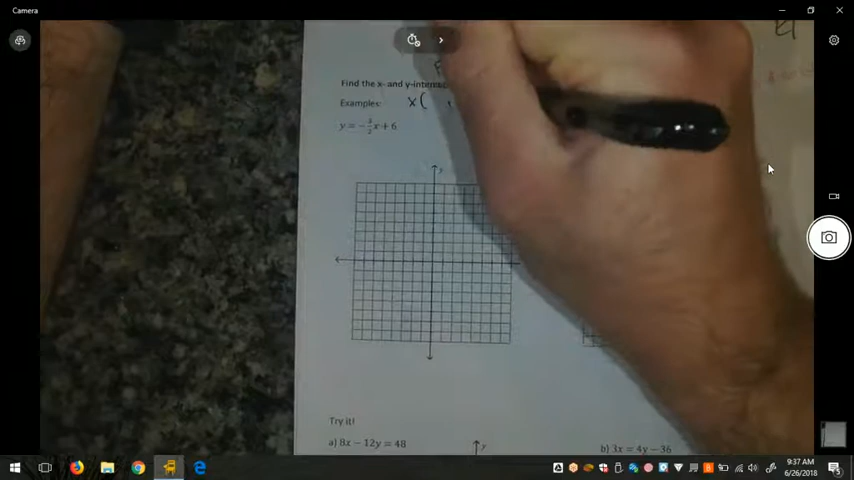 Camera
Find the x- and y-interce
Examples: x(
y = -3/2x + 6
y
Try it!
a) 8x − 12y = 48
y
b) 3x = 4y − 36
9:37 AM
6/26/2018